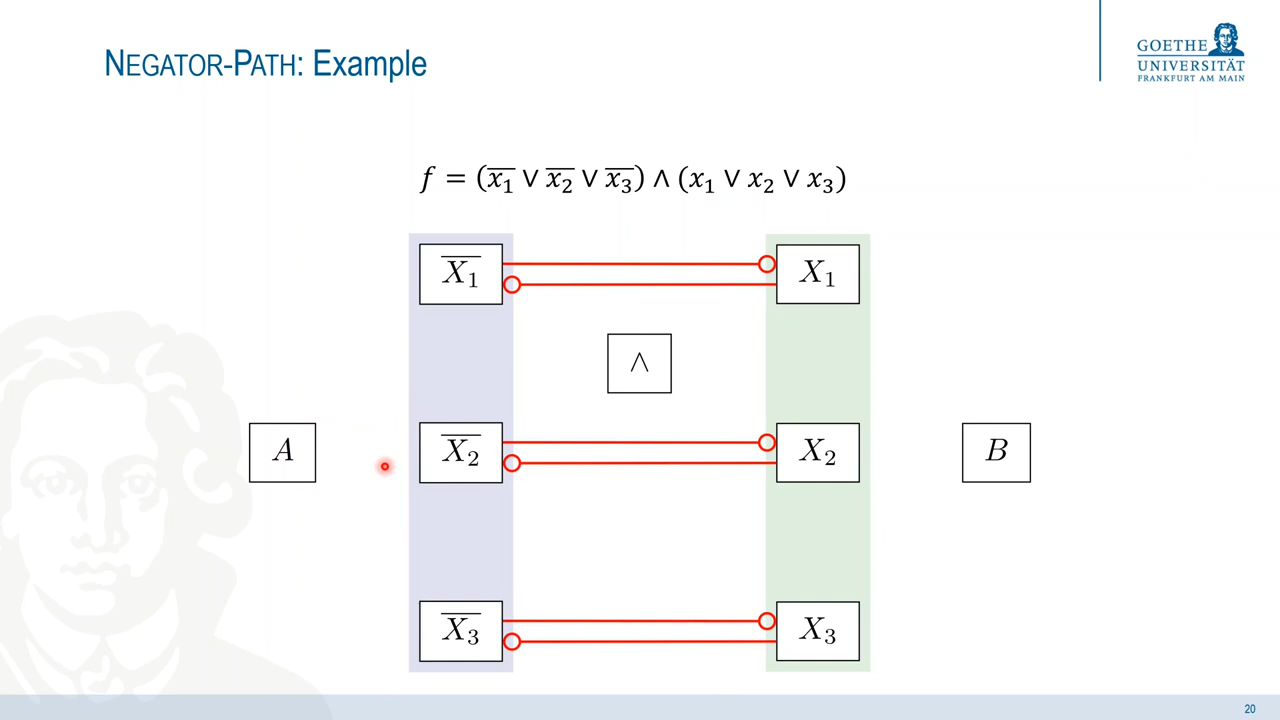 NEGATOR-PATH: Example
GOETHE
UNIVERSITÄT
FRANKFURT AM MAIN
𝑓 = (x̅₁ ∨ x̅₂ ∨ x̅₃) ∧ (x₁ ∨ x₂ ∨ x₃)
X̅₁ X₁
∧
A X̅₂ X₂ B
X̅₃ X₃
20